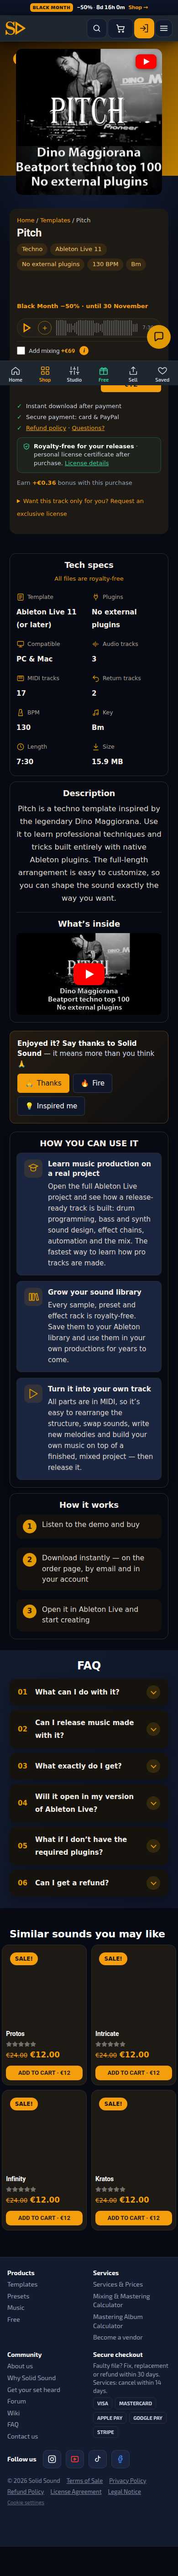 BLACK MONTH −50% · 8d 16h 0m Shop →
SD
PITCH
Pioneer
Dino Maggiorana
Beatport techno top 100
No external plugins
Home / Templates / Pitch
Pitch
Techno
Ableton Live 11
No external plugins
130 BPM
Bm
Black Month −50% · until 30 November
Add mixing +€69
Home
Shop
Studio
Free
Sell
Saved
✓ Instant download after payment
✓ Secure payment: card & PayPal
✓ Refund policy · Questions?
Royalty-free for your releases ·
personal license certificate after
purchase. License details
Earn +€0.36 bonus with this purchase
▸ Want this track only for you? Request an
exclusive license
Tech specs
All files are royalty-free
Template
Ableton Live 11
(or later)
Plugins
No external
plugins
Compatible
PC & Mac
Audio tracks
3
MIDI tracks
17
Return tracks
2
BPM
130
Key
Bm
Length
7:30
Size
15.9 MB
Description
Pitch is a techno template inspired by
the legendary Dino Maggiorana. Use
it to learn professional techniques and
tricks built entirely with native
Ableton plugins. The full-length
arrangement is easy to customize, so
you can shape the sound exactly the
way you want.
What’s inside
Dino Maggiorana
Beatport techno top 100
No external plugins
Enjoyed it? Say thanks to Solid
Sound — it means more than you think
🙏
🙏 Thanks
🔥 Fire
💡 Inspired me
HOW YOU CAN USE IT
Learn music production on
a real project
Open the full Ableton Live
project and see how a release-
ready track is built: drum
programming, bass and synth
sound design, effect chains,
automation and the mix. The
fastest way to learn how pro
tracks are made.
Grow your sound library
Every sample, preset and
effect rack is royalty-free.
Save them to your Ableton
library and use them in your
own productions for years to
come.
Turn it into your own track
All parts are in MIDI, so it’s
easy to rearrange the
structure, swap sounds, write
new melodies and build your
own music on top of a
finished, mixed project — then
release it.
How it works
1 Listen to the demo and buy
2 Download instantly — on the
order page, by email and in
your account
3 Open it in Ableton Live and
start creating
FAQ
01 What can I do with it?
02 Can I release music made
with it?
03 What exactly do I get?
04 Will it open in my version
of Ableton Live?
05 What if I don’t have the
required plugins?
06 Can I get a refund?
Similar sounds you may like
SALE!
Protos
€24.00 €12.00
ADD TO CART · €12
SALE!
Intricate
€24.00 €12.00
ADD TO CART · €12
SALE!
Infinity
€24.00 €12.00
ADD TO CART · €12
SALE!
Kratos
€24.00 €12.00
ADD TO CART · €12
Products
Templates
Presets
Music
Free
Services
Services & Prices
Mixing & Mastering
Calculator
Mastering Album
Calculator
Become a vendor
Community
About us
Why Solid Sound
Get your set heard
Forum
Wiki
FAQ
Contact us
Secure checkout
Faulty file? Fix, replacement
or refund within 30 days.
Services: cancel within 14
days.
VISA
MASTERCARD
APPLE PAY
GOOGLE PAY
STRIPE
Follow us
© 2026 Solid Sound Terms of Sale Privacy Policy
Refund Policy License Agreement Legal Notice
Cookie settings